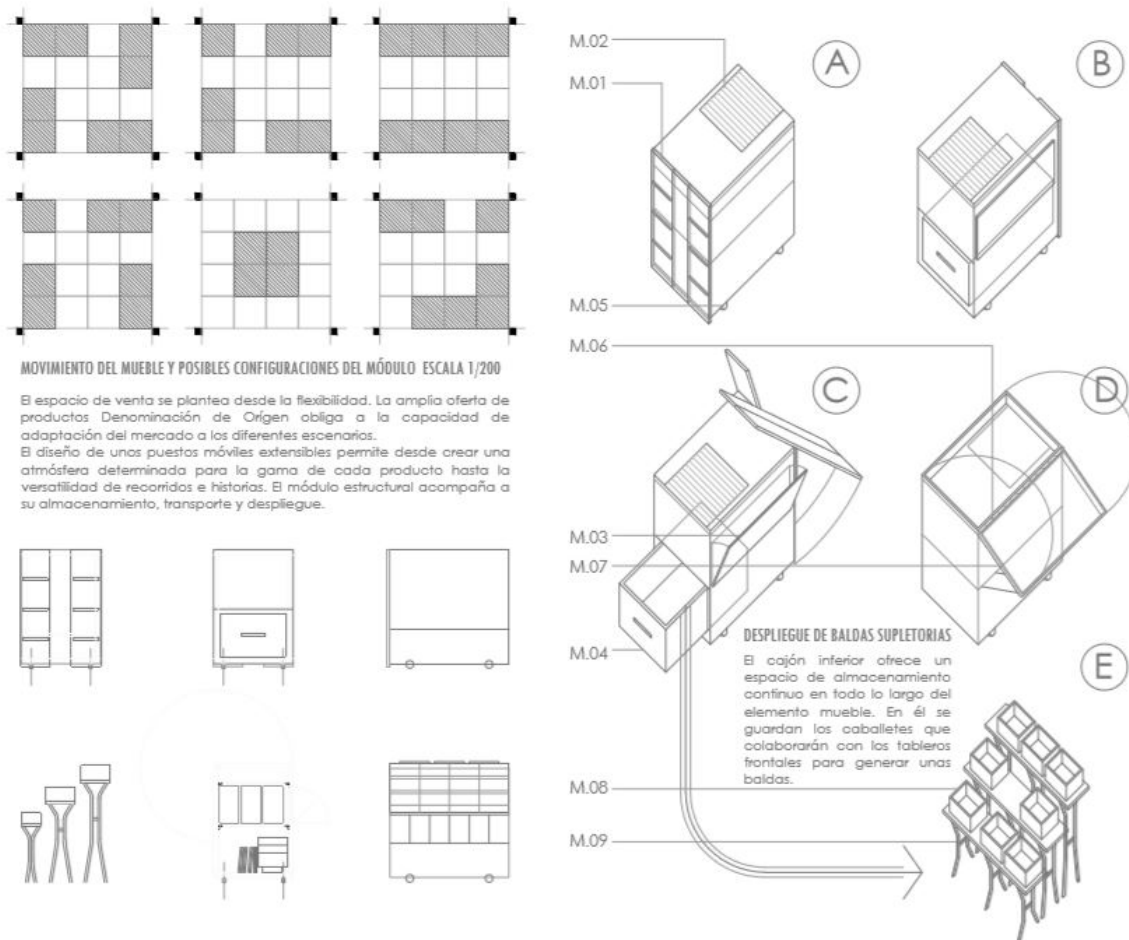 MOVIMIENTO DEL MUEBLE Y POSIBLES CONFIGURACIONES DEL MÓDULO ESCALA 1/200
El espacio de venta se plantea desde la flexibilidad. La amplia oferta de
productos Denominación de Orígen obliga a la capacidad de
adaptación del mercado a los diferentes escenarios.
El diseño de unos puestos móviles extensibles permite desde crear una
atmósfera determinada para la gama de cada producto hasta la
versatilidad de recorridos e historias. El módulo estructural acompaña a
su almacenamiento, transporte y despliegue.
M.02
M.01
A
B
M.05
M.06
C
D
M.03
M.07
M.04
DESPLIEGUE DE BALDAS SUPLETORIAS
El cajón inferior ofrece un
espacio de almacenamiento
continuo en todo lo largo del
elemento mueble. En él se
guardan los caballetes que
colaborarán con los tableros
frontales para generar unas
baldas.
E
M.08
M.09